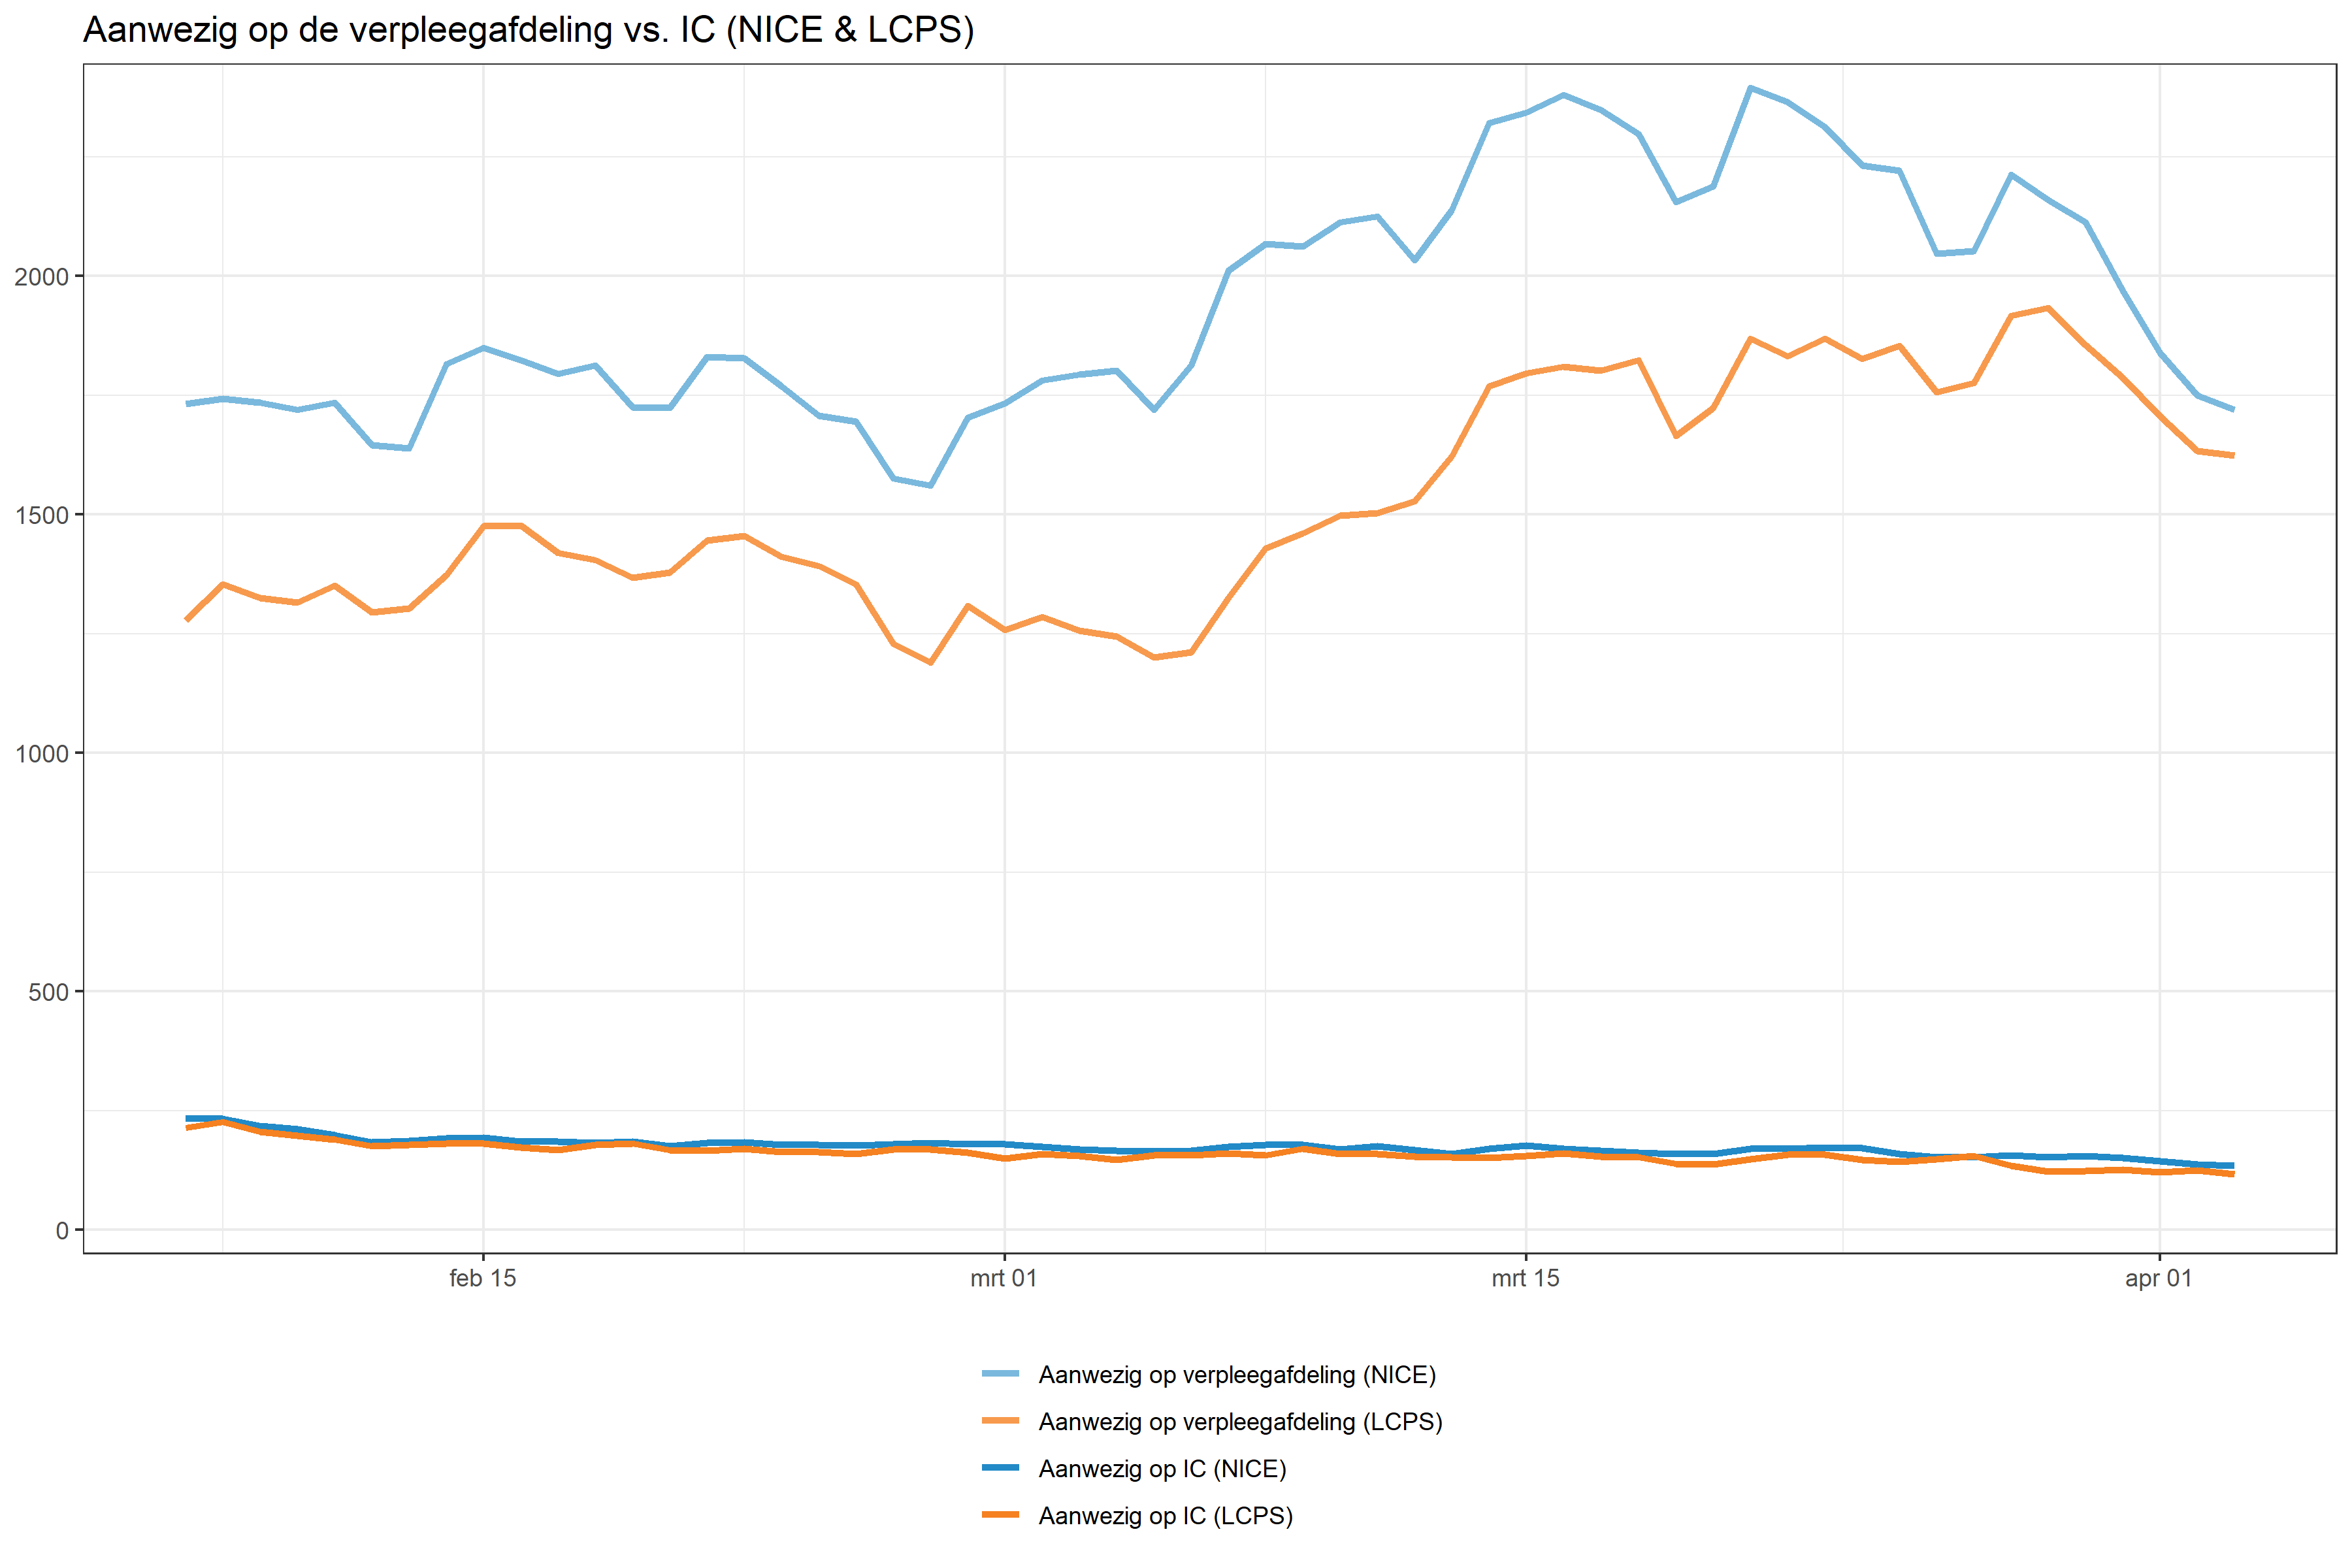 Aanwezig op de verpleegafdeling vs. IC (NICE & LCPS)
2000
1500
1000
500
0
feb 15 mrt 01 mrt 15 apr 01
Aanwezig op verpleegafdeling (NICE)
Aanwezig op verpleegafdeling (LCPS)
Aanwezig op IC (NICE)
Aanwezig op IC (LCPS)